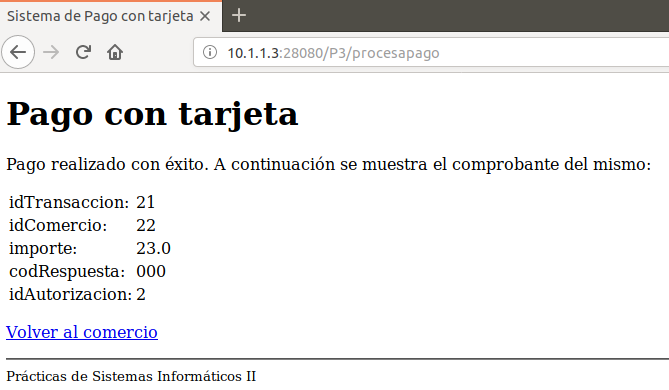 Sistema de Pago con tarjeta
10.1.1.3:28080/P3/procesapago
Pago con tarjeta
Pago realizado con éxito. A continuación se muestra el comprobante del mismo:
idTransaccion: 21
idComercio: 22
importe: 23.0
codRespuesta: 000
idAutorizacion: 2
Volver al comercio
Prácticas de Sistemas Informáticos II